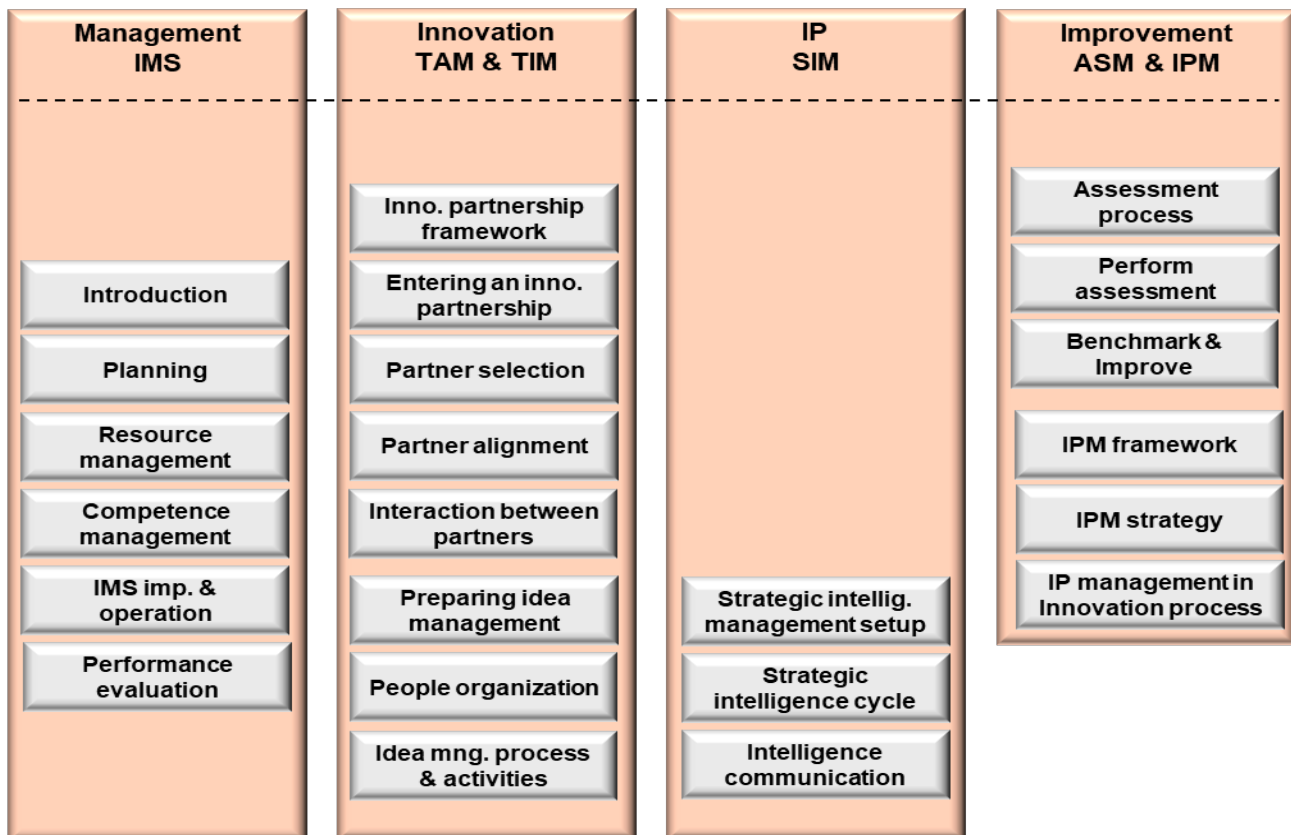 Management
IMS
Introduction
Planning
Resource
management
Competence
management
IMS imp. &
operation
Performance
evaluation
Innovation
TAM & TIM
Inno. partnership
framework
Entering an inno.
partnership
Partner selection
Partner alignment
Interaction between
partners
Preparing idea
management
People organization
Idea mng. process
& activities
IP
SIM
Strategic intellig.
management setup
Strategic
intelligence cycle
Intelligence
communication
Improvement
ASM & IPM
Assessment
process
Perform
assessment
Benchmark &
Improve
IPM framework
IPM strategy
IP management in
Innovation process